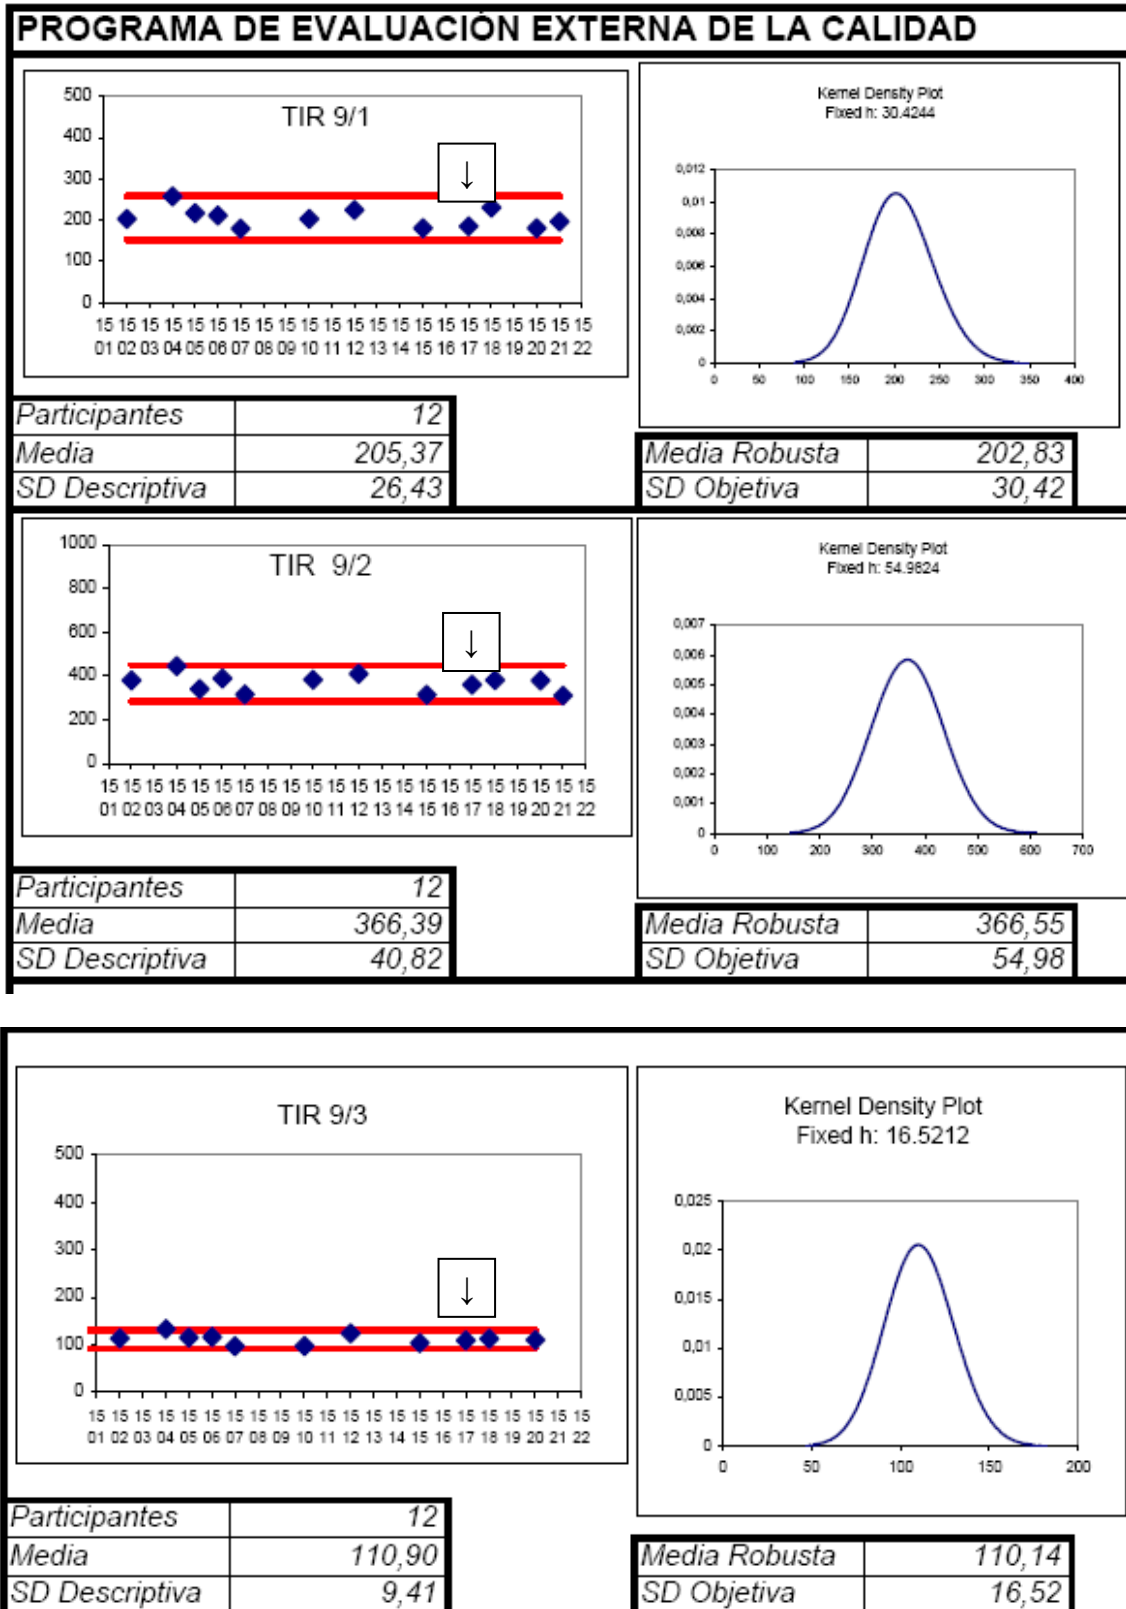 PROGRAMA DE EVALUACIÓN EXTERNA DE LA CALIDAD
TIR 9/1
500
400
300
200
100
0
↓
15 15 15 15 15 15 15 15 15 15 15 15 15 15 15 15 15 15 15 15 15 15
01 02 03 04 05 06 07 08 09 10 11 12 13 14 15 16 17 18 19 20 21 22
Kernel Density Plot
Fixed h: 30.4244
0,012
0,01
0,008
0,006
0,004
0,002
0
0 50 100 150 200 250 300 350 400
Participantes 12
Media 205,37
SD Descriptiva 26,43
Media Robusta 202,83
SD Objetiva 30,42
TIR 9/2
1000
800
600
400
200
0
↓
15 15 15 15 15 15 15 15 15 15 15 15 15 15 15 15 15 15 15 15 15 15
01 02 03 04 05 06 07 08 09 10 11 12 13 14 15 16 17 18 19 20 21 22
Kernel Density Plot
Fixed h: 54.9824
0,007
0,006
0,005
0,004
0,003
0,002
0,001
0
0 100 200 300 400 500 600 700
Participantes 12
Media 366,39
SD Descriptiva 40,82
Media Robusta 366,55
SD Objetiva 54,98
TIR 9/3
500
400
300
200
100
0
↓
15 15 15 15 15 15 15 15 15 15 15 15 15 15 15 15 15 15 15 15 15 15
01 02 03 04 05 06 07 08 09 10 11 12 13 14 15 16 17 18 19 20 21 22
Kernel Density Plot
Fixed h: 16.5212
0,025
0,02
0,015
0,01
0,005
0
0 50 100 150 200
Participantes 12
Media 110,90
SD Descriptiva 9,41
Media Robusta 110,14
SD Objetiva 16,52